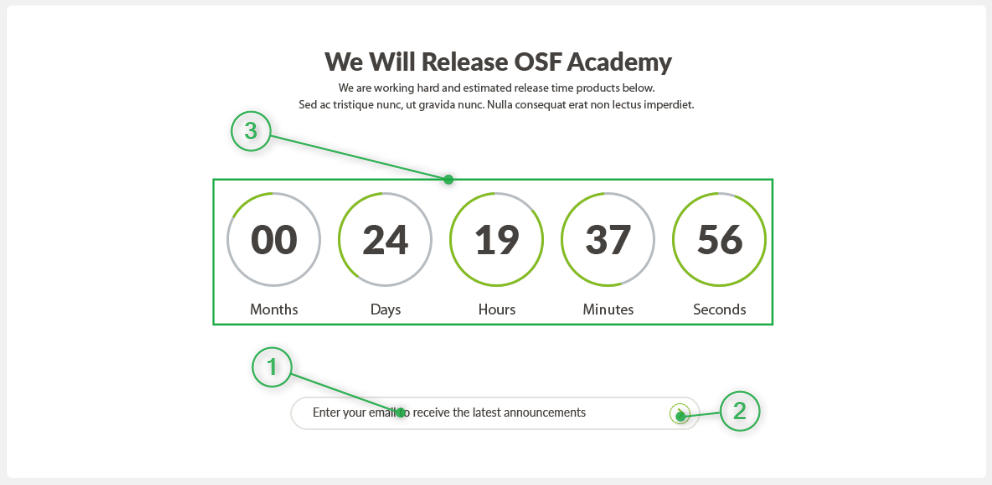 We Will Release OSF Academy
We are working hard and estimated release time products below.
Sed ac tristique nunc, ut gravida nunc. Nulla consequat erat non lectus imperdiet.
3
00 24 19 37 56
Months Days Hours Minutes Seconds
1
Enter your email to receive the latest announcements
2